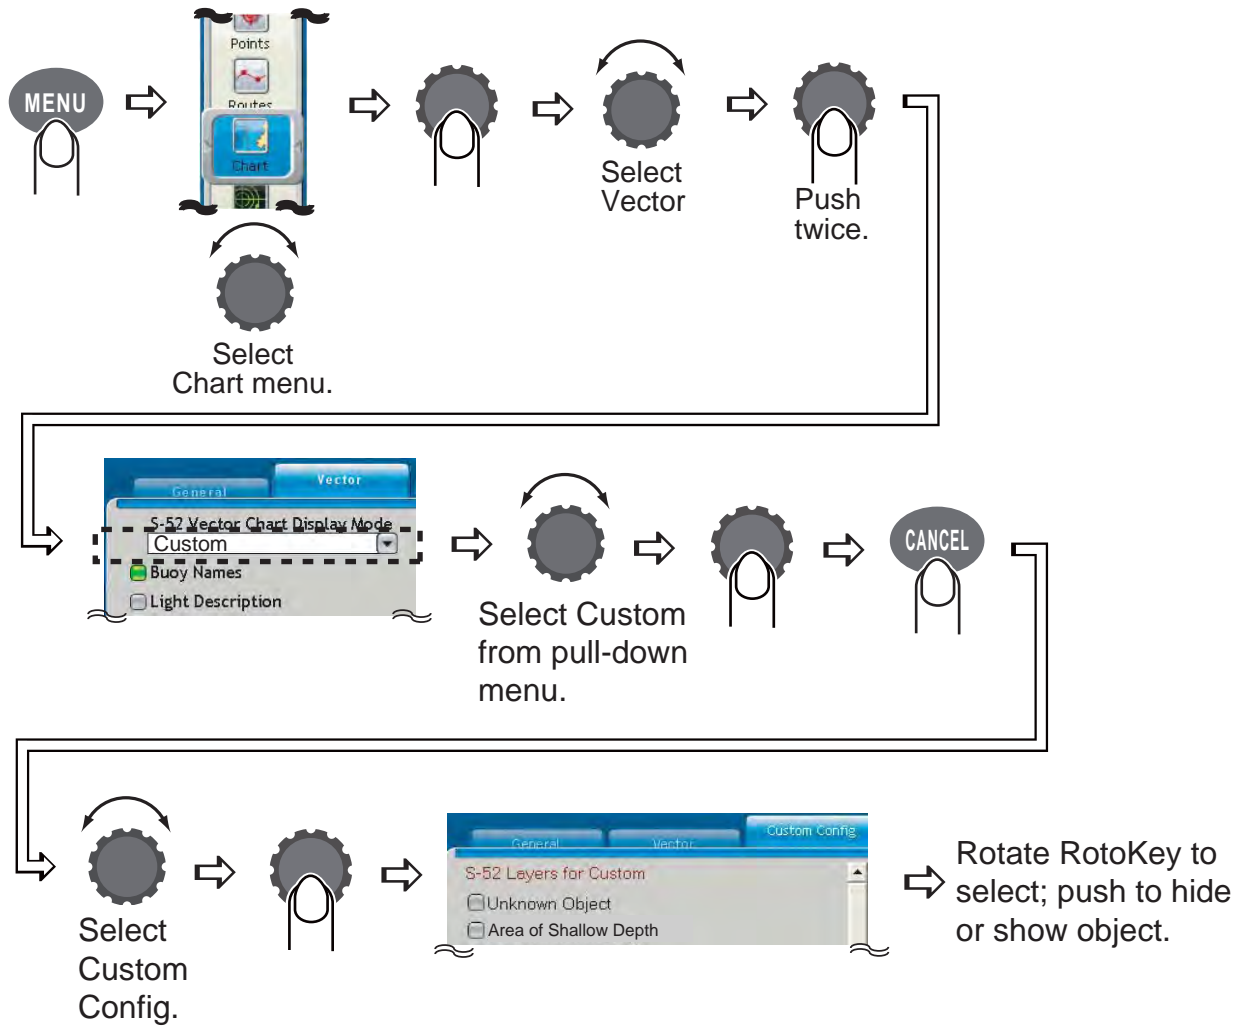 Points
MENU
Routes
Chart
Select
Vector
Push
twice.
Select
Chart menu.
General
Vector
S-52 Vector Chart Display Mode
Custom
Buoy Names
Light Description
CANCEL
Select Custom
from pull-down
menu.
General
Vector
Custom Config
S-52 Layers for Custom
Unknown Object
Area of Shallow Depth
Rotate RotoKey to
select; push to hide
or show object.
Select
Custom
Config.